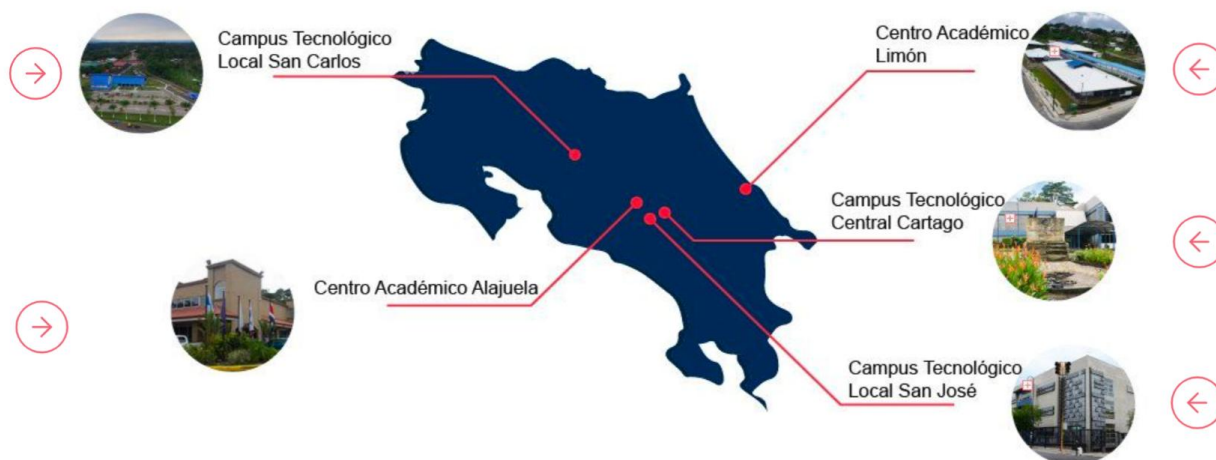 Campus Tecnológico
Local San Carlos
Centro Académico
Limón
Campus Tecnológico
Central Cartago
Centro Académico Alajuela
Campus Tecnológico
Local San José